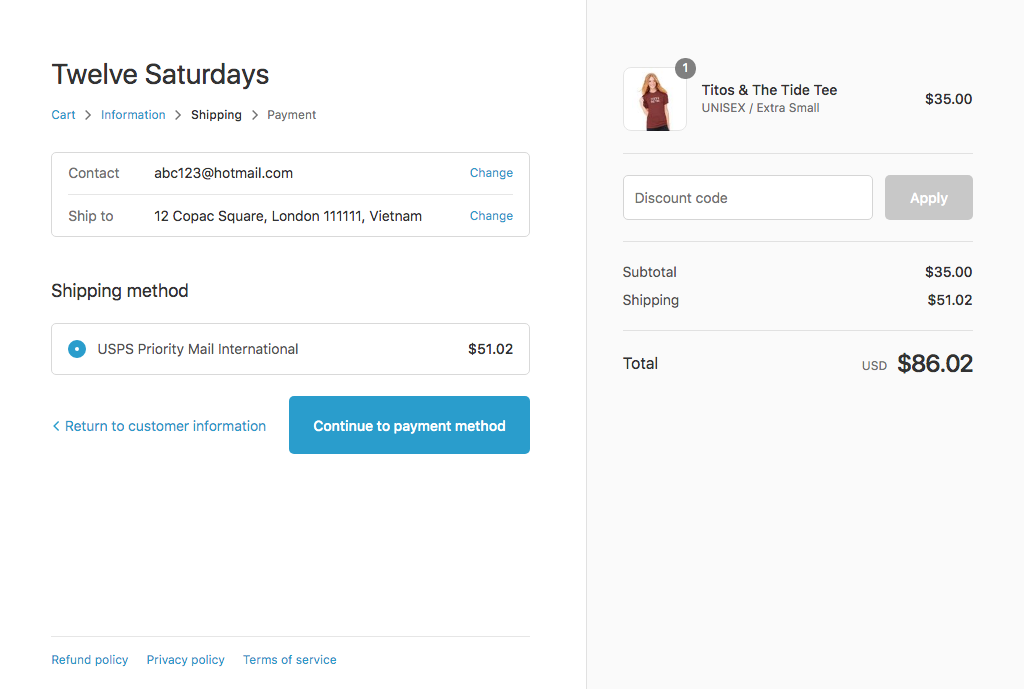 Twelve Saturdays
Cart > Information > Shipping > Payment
Contact abc123@hotmail.com Change
Ship to 12 Copac Square, London 111111, Vietnam Change
Shipping method
USPS Priority Mail International $51.02
< Return to customer information
Continue to payment method
Refund policy Privacy policy Terms of service
1
Titos & The Tide Tee
UNISEX / Extra Small
$35.00
Discount code
Apply
Subtotal $35.00
Shipping $51.02
Total USD $86.02